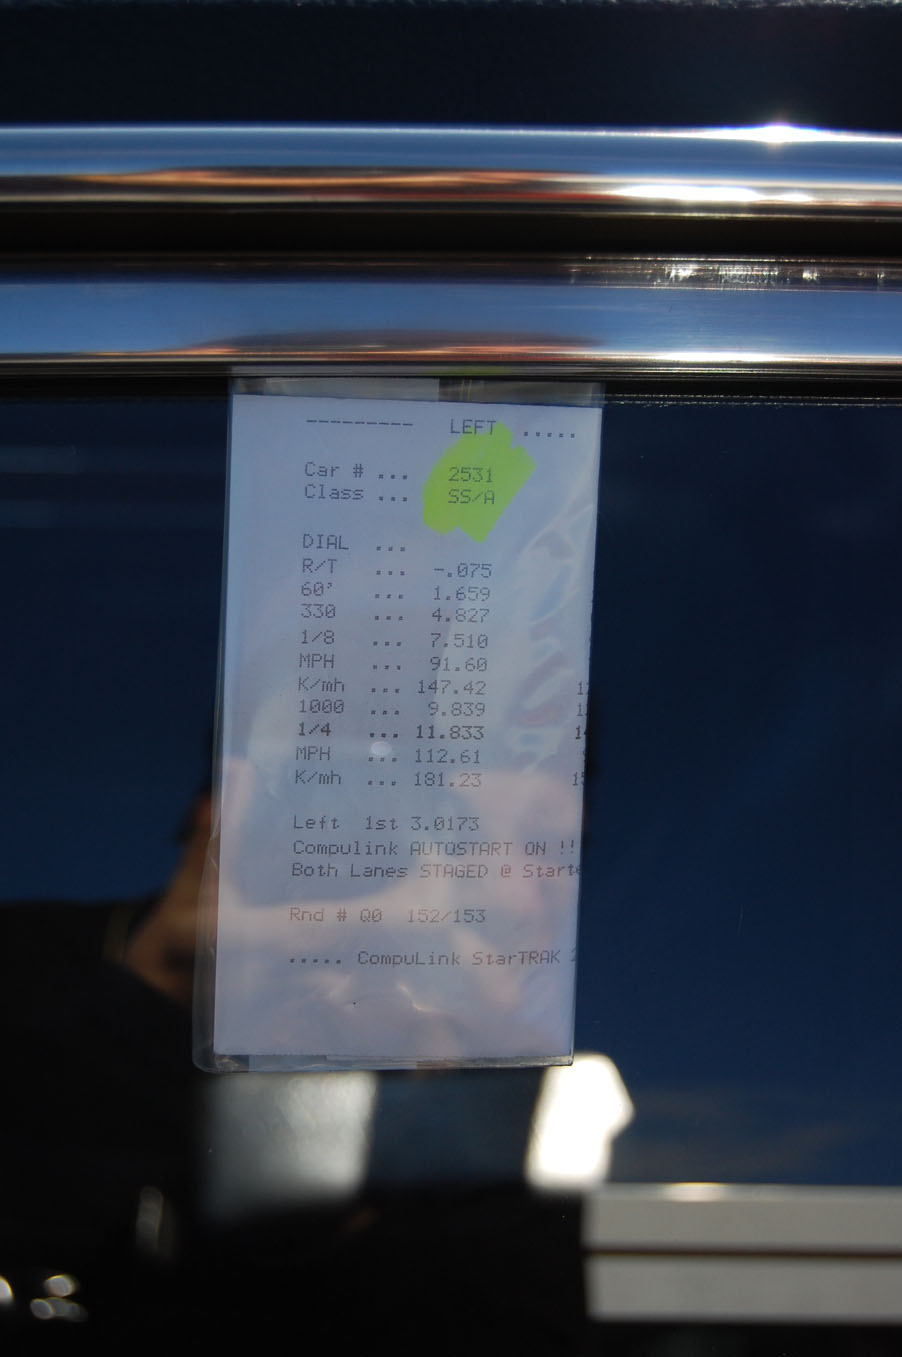 --------- LEFT .....
Car # ... 2531
Class ... SS/A
DIAL ...
R/T ... -.075
60' ... 1.659
330 ... 4.827
1/8 ... 7.510
MPH ... 91.60
K/mh ... 147.42
1000 ... 9.839
1/4 ... 11.833
MPH ... 112.61
K/mh ... 181.23
Left 1st 3.0173
Compulink AUTOSTART ON !!
Both Lanes STAGED @
Rnd # Q0 152/153
..... CompuLink StarTRAK